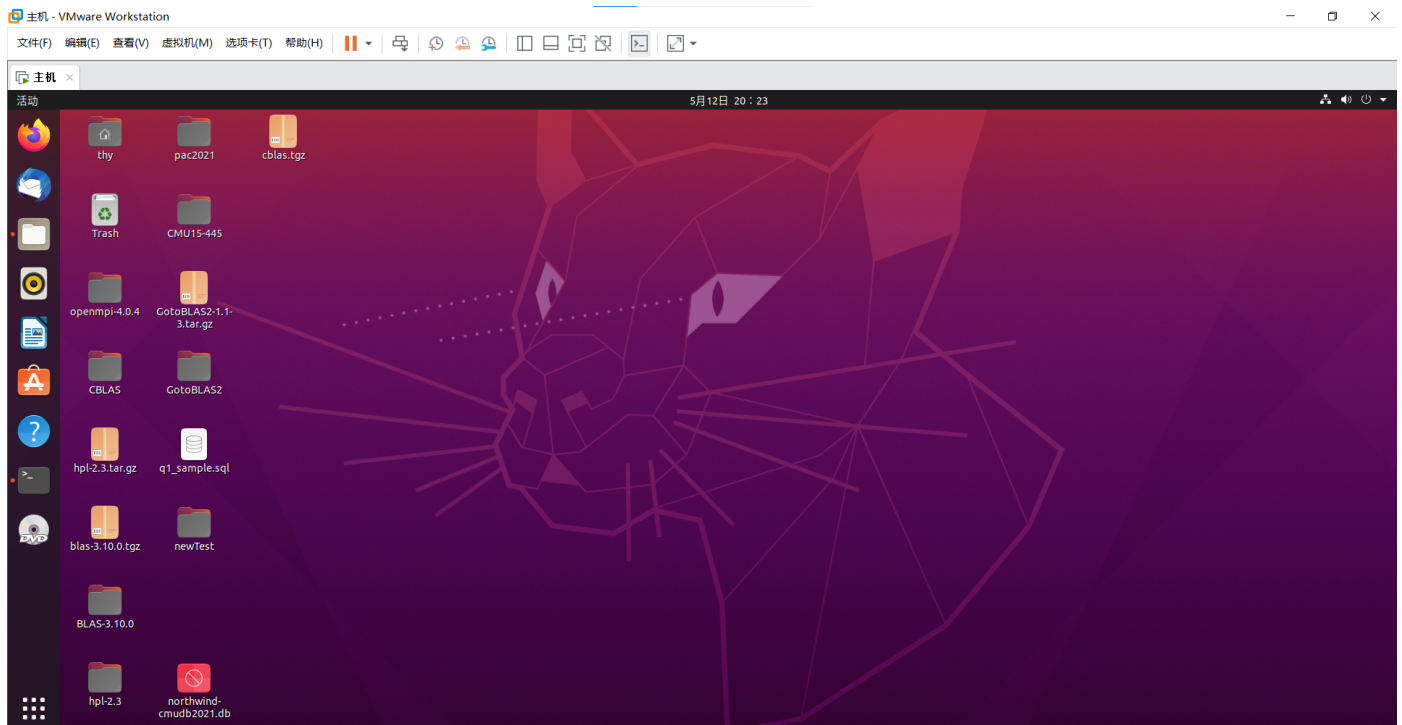 主机 - VMware Workstation
文件(F) 编辑(E) 查看(V) 虚拟机(M) 选项卡(T) 帮助(H)
主机
活动
5月12日 20：23
thy
pac2021
cblas.tgz
Trash
CMU15-445
openmpi-4.0.4
GotoBLAS2-1.1-
3.tar.gz
CBLAS
GotoBLAS2
hpl-2.3.tar.gz
q1_sample.sql
blas-3.10.0.tgz
newTest
BLAS-3.10.0
hpl-2.3
northwind-
cmudb2021.db
DVD